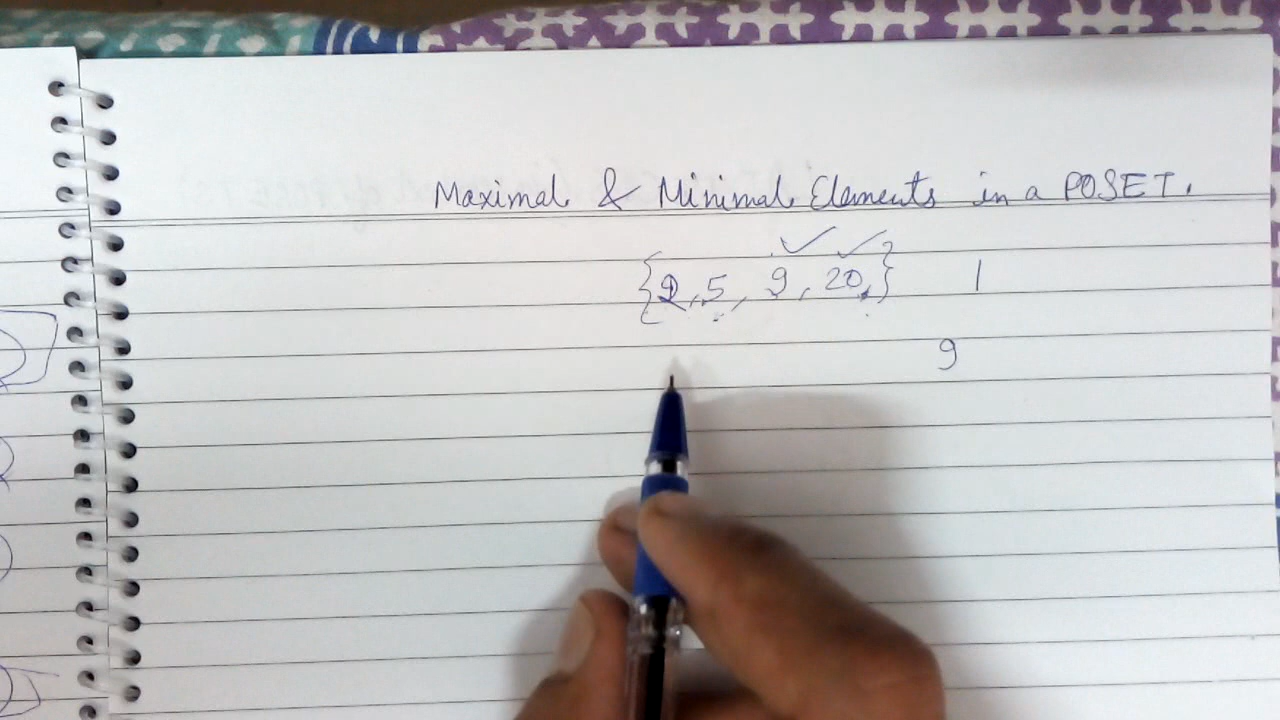 Maximal & Minimal Elements in a POSET.
{2, 5, 9, 20,} 1
9